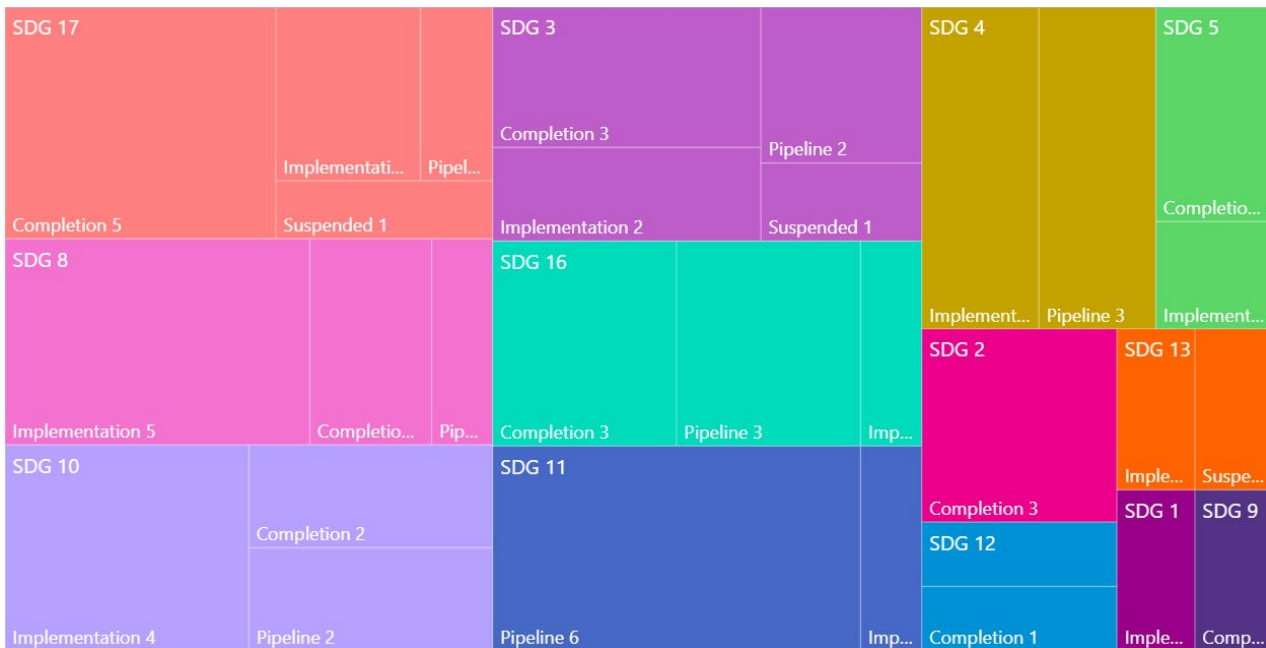 SDG 17
Completion 5
Implementati...
Pipel...
Suspended 1
SDG 8
Implementation 5
Completio...
Pip...
SDG 10
Implementation 4
Completion 2
Pipeline 2
SDG 3
Completion 3
Implementation 2
Pipeline 2
Suspended 1
SDG 16
Completion 3
Pipeline 3
Imp...
SDG 11
Pipeline 6
Imp...
SDG 4
Implement...
Pipeline 3
SDG 5
Completio...
Implement...
SDG 2
Completion 3
SDG 12
Completion 1
SDG 13
Imple...
Suspe...
SDG 1
Imple...
SDG 9
Comp...